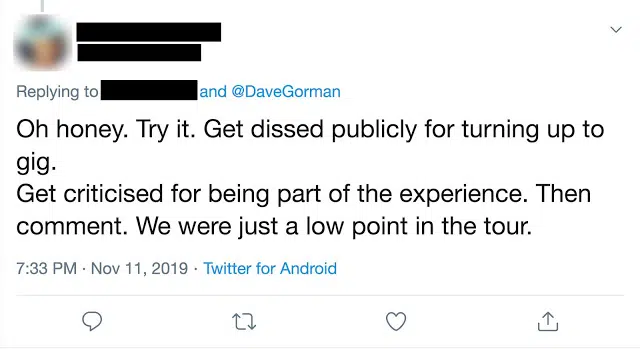 Replying to and @DaveGorman
Oh honey. Try it. Get dissed publicly for turning up to
gig.
Get criticised for being part of the experience. Then
comment. We were just a low point in the tour.
7:33 PM · Nov 11, 2019 · Twitter for Android